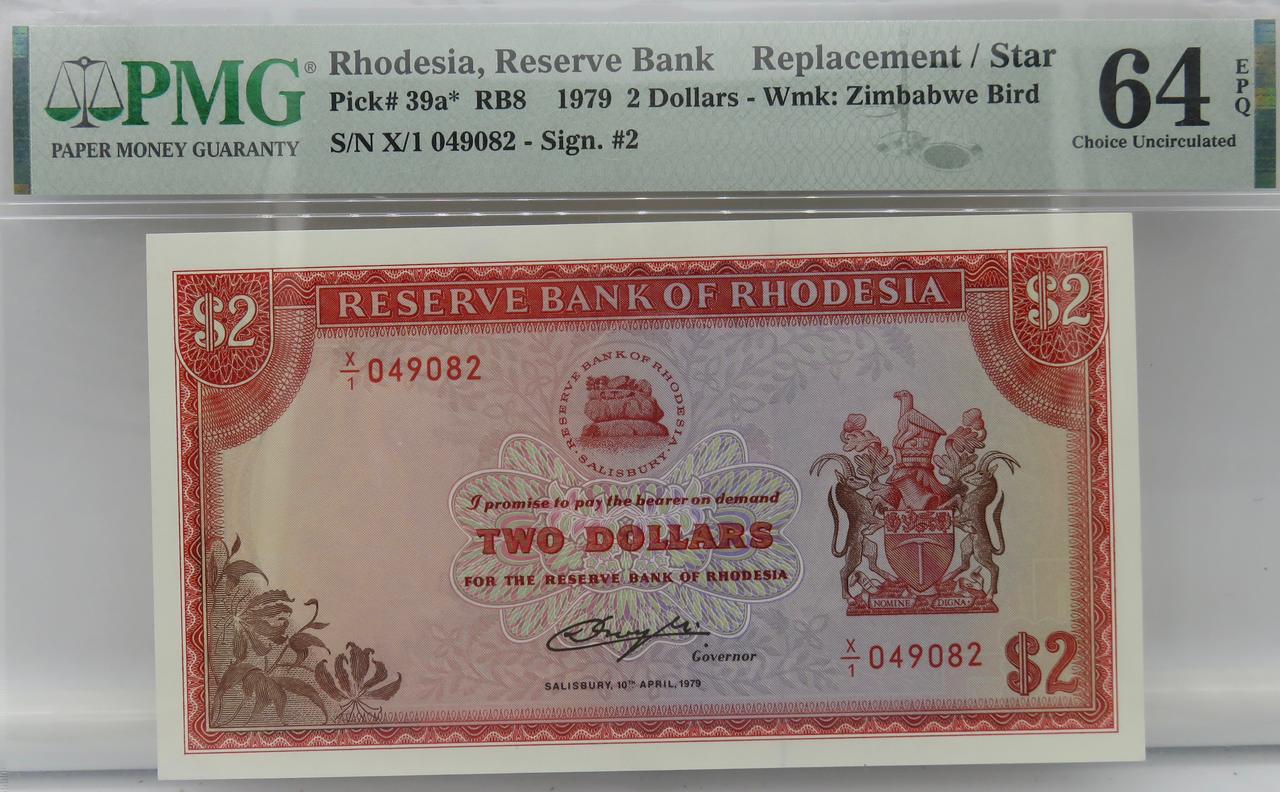 PMG®
PAPER MONEY GUARANTY
Rhodesia, Reserve Bank Replacement / Star
Pick# 39a* RB8 1979 2 Dollars - Wmk: Zimbabwe Bird
S/N X/1 049082 - Sign. #2
64
EPQ
Choice Uncirculated
$2
RESERVE BANK OF RHODESIA
$2
X/1 049082
RESERVE BANK OF RHODESIA
· SALISBURY ·
I promise to pay the bearer on demand
TWO DOLLARS
FOR THE RESERVE BANK OF RHODESIA
NOMINE DIGNA
Governor
X/1 049082
$2
SALISBURY, 10TH APRIL, 1979